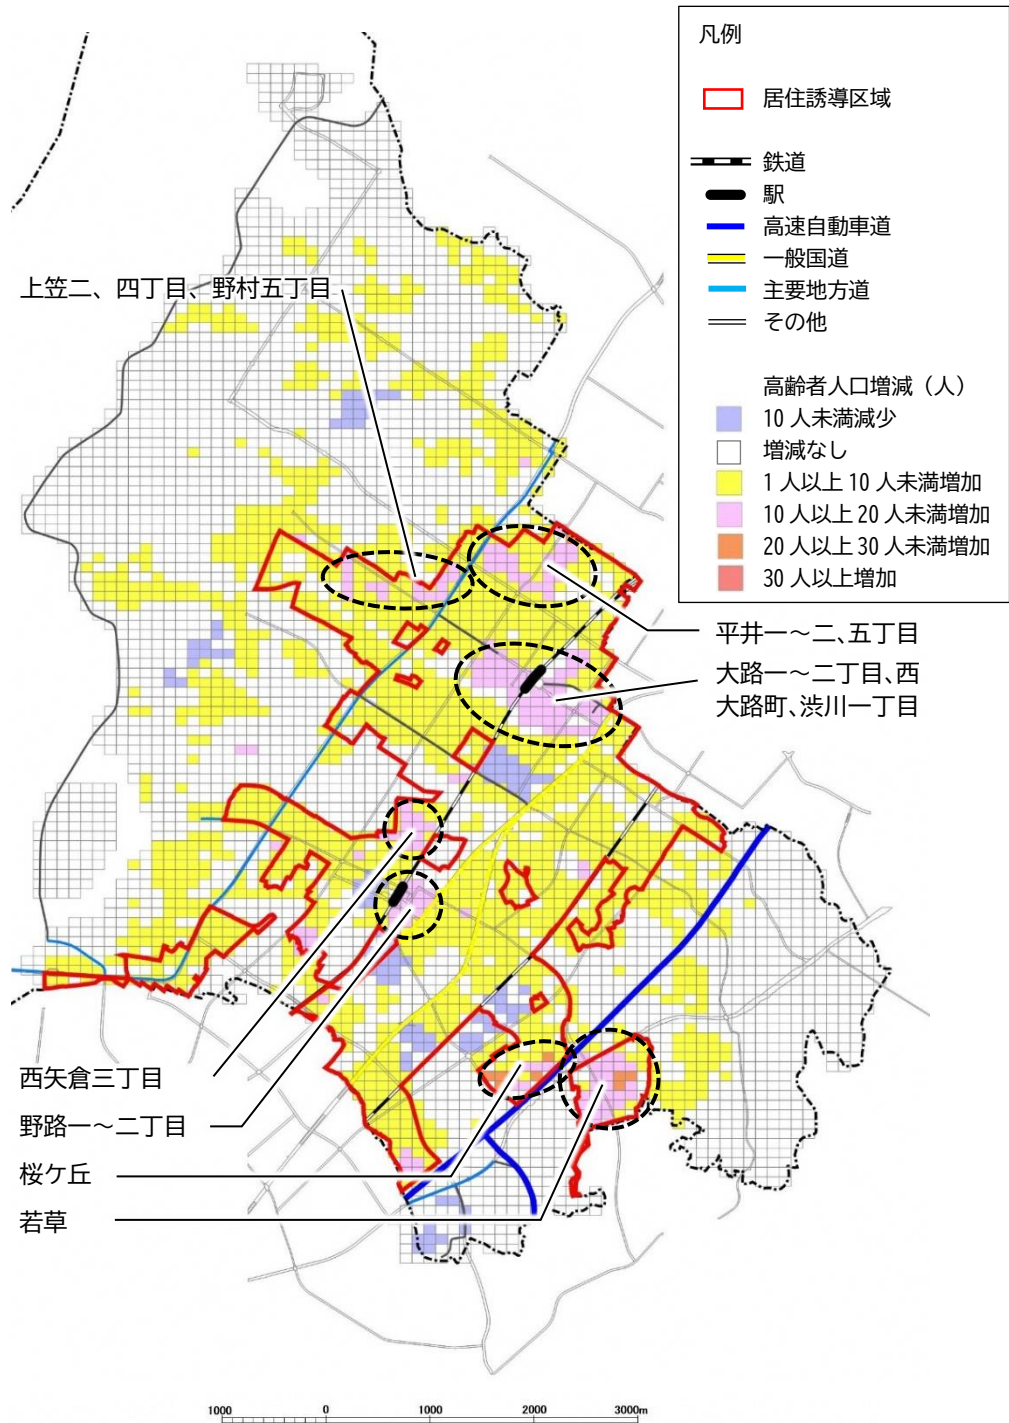 凡例
居住誘導区域
鉄道
駅
高速自動車道
一般国道
主要地方道
その他
高齢者人口増減（人）
10 人未満減少
増減なし
1 人以上 10 人未満増加
10 人以上 20 人未満増加
20 人以上 30 人未満増加
30 人以上増加
上笠二、四丁目、野村五丁目
平井一～二、五丁目
大路一～二丁目、西
大路町、渋川一丁目
西矢倉三丁目
野路一～二丁目
桜ケ丘
若草
1000 0 1000 2000 3000m